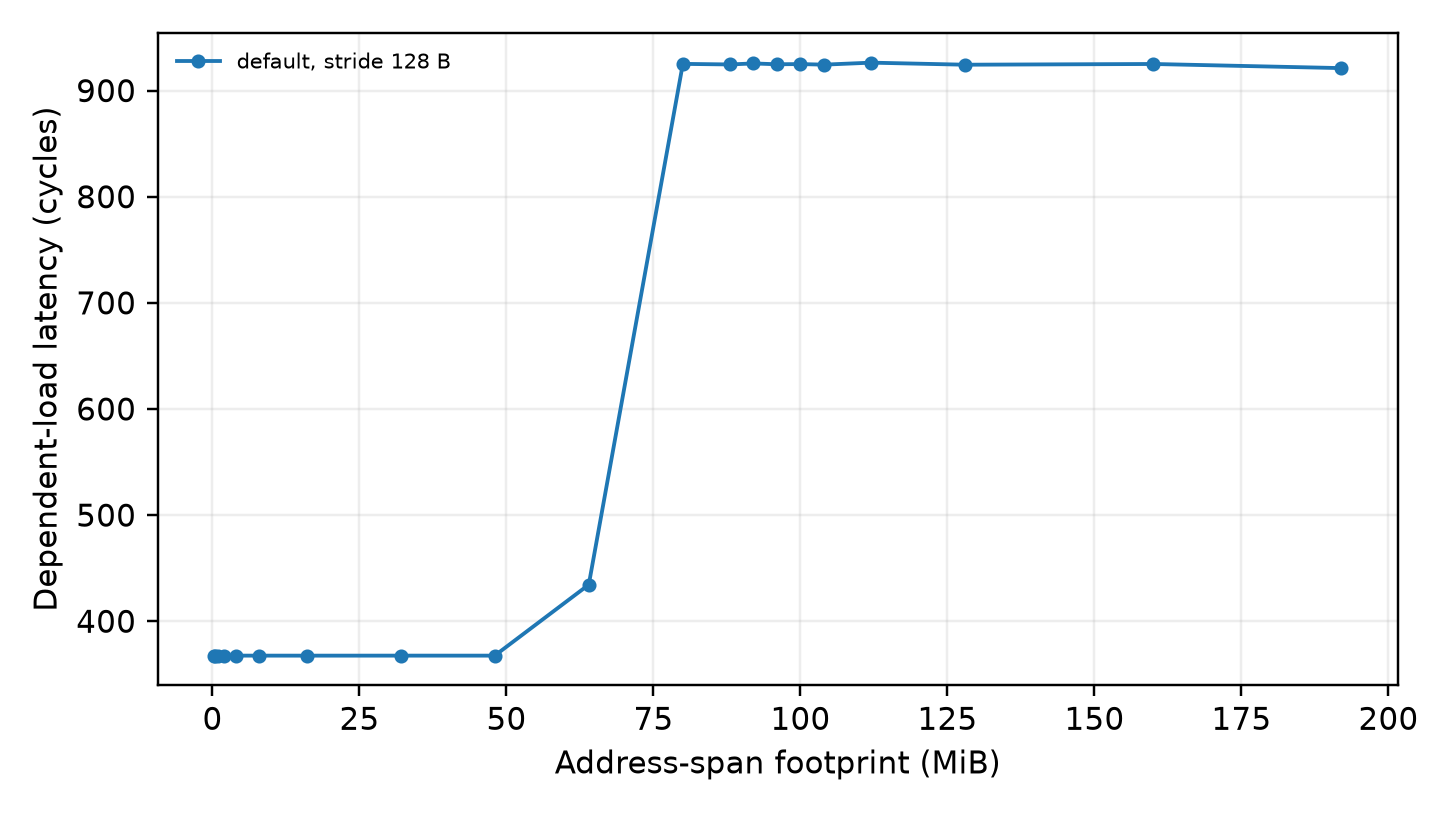 default, stride 128 B
Dependent-load latency (cycles)
900
800
700
600
500
400
0 25 50 75 100 125 150 175 200
Address-span footprint (MiB)